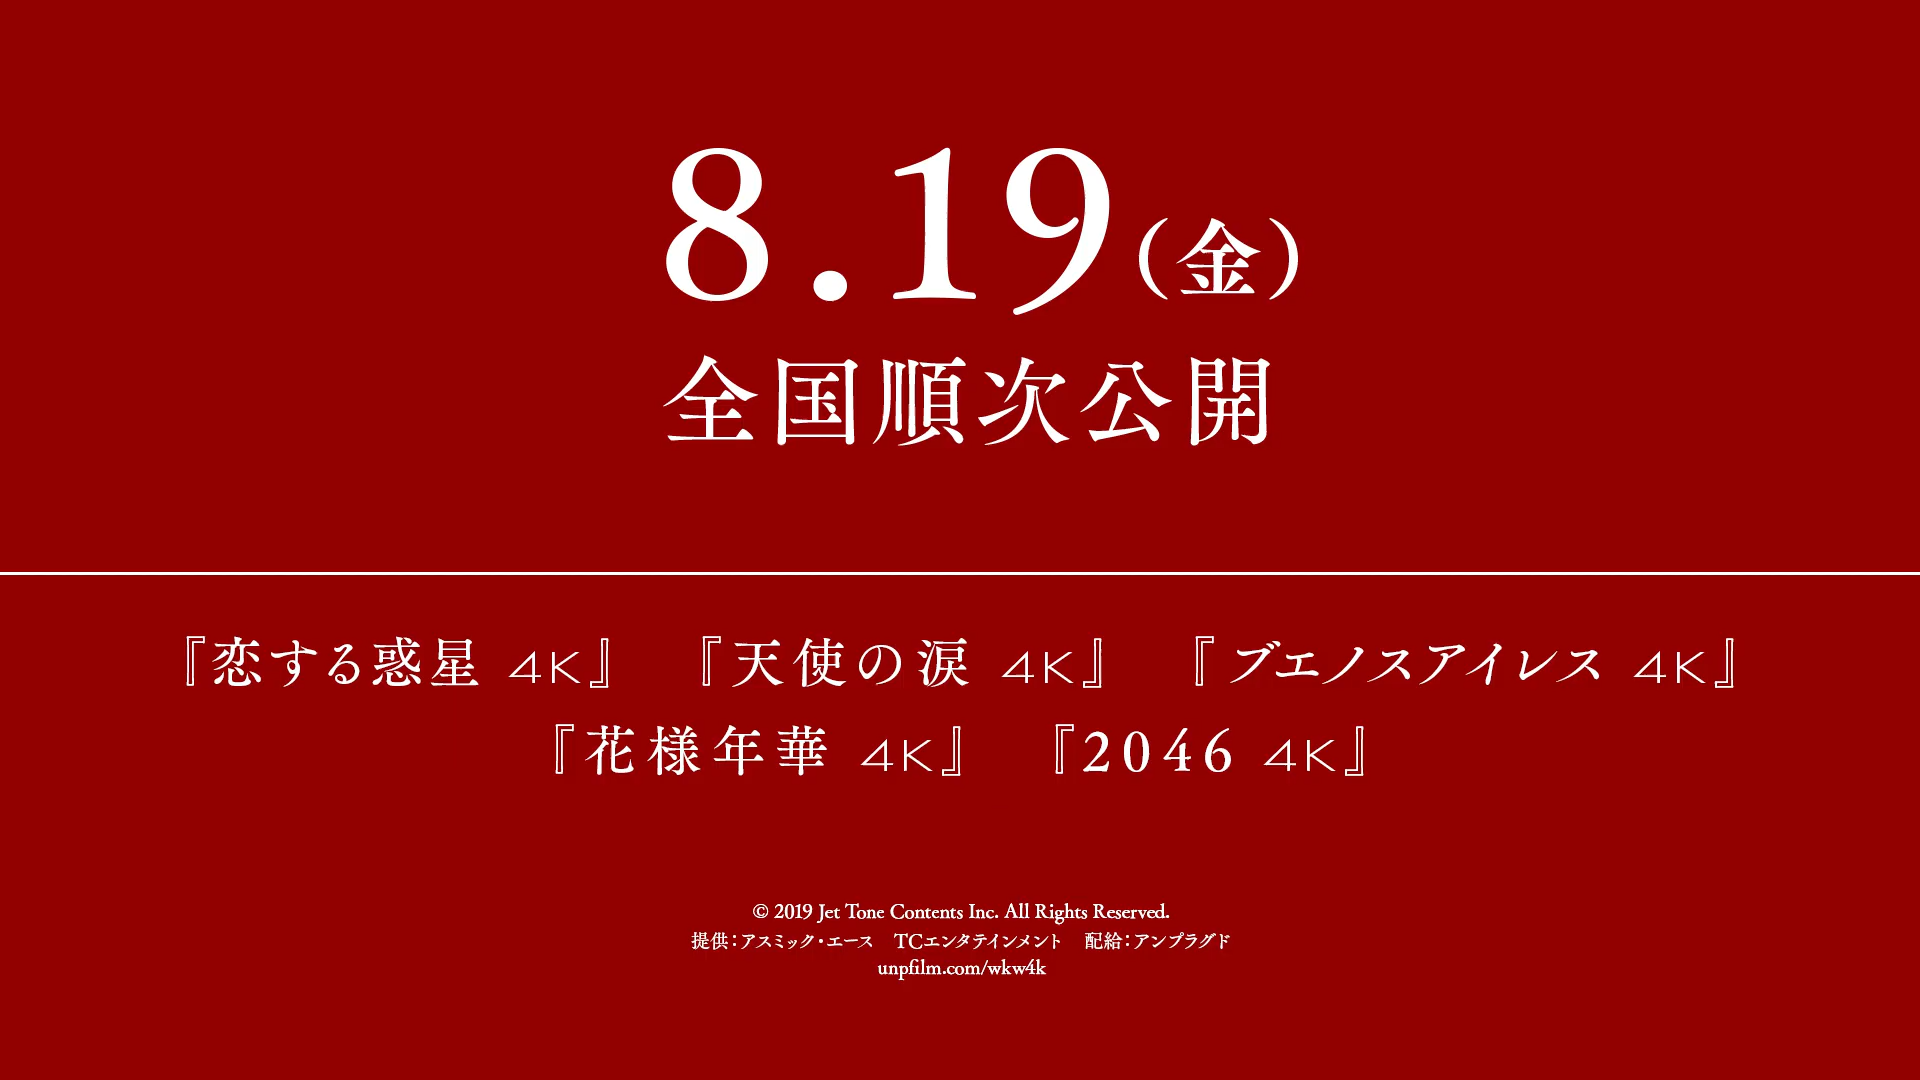 8.19（金）
全国順次公開
『恋する惑星 4K』　『天使の涙 4K』　『ブエノスアイレス 4K』
『花様年華 4K』　『2046 4K』
© 2019 Jet Tone Contents Inc. All Rights Reserved.
提供：アスミック・エース　TCエンタテインメント　配給：アンプラグド
unpfilm.com/wkw4k